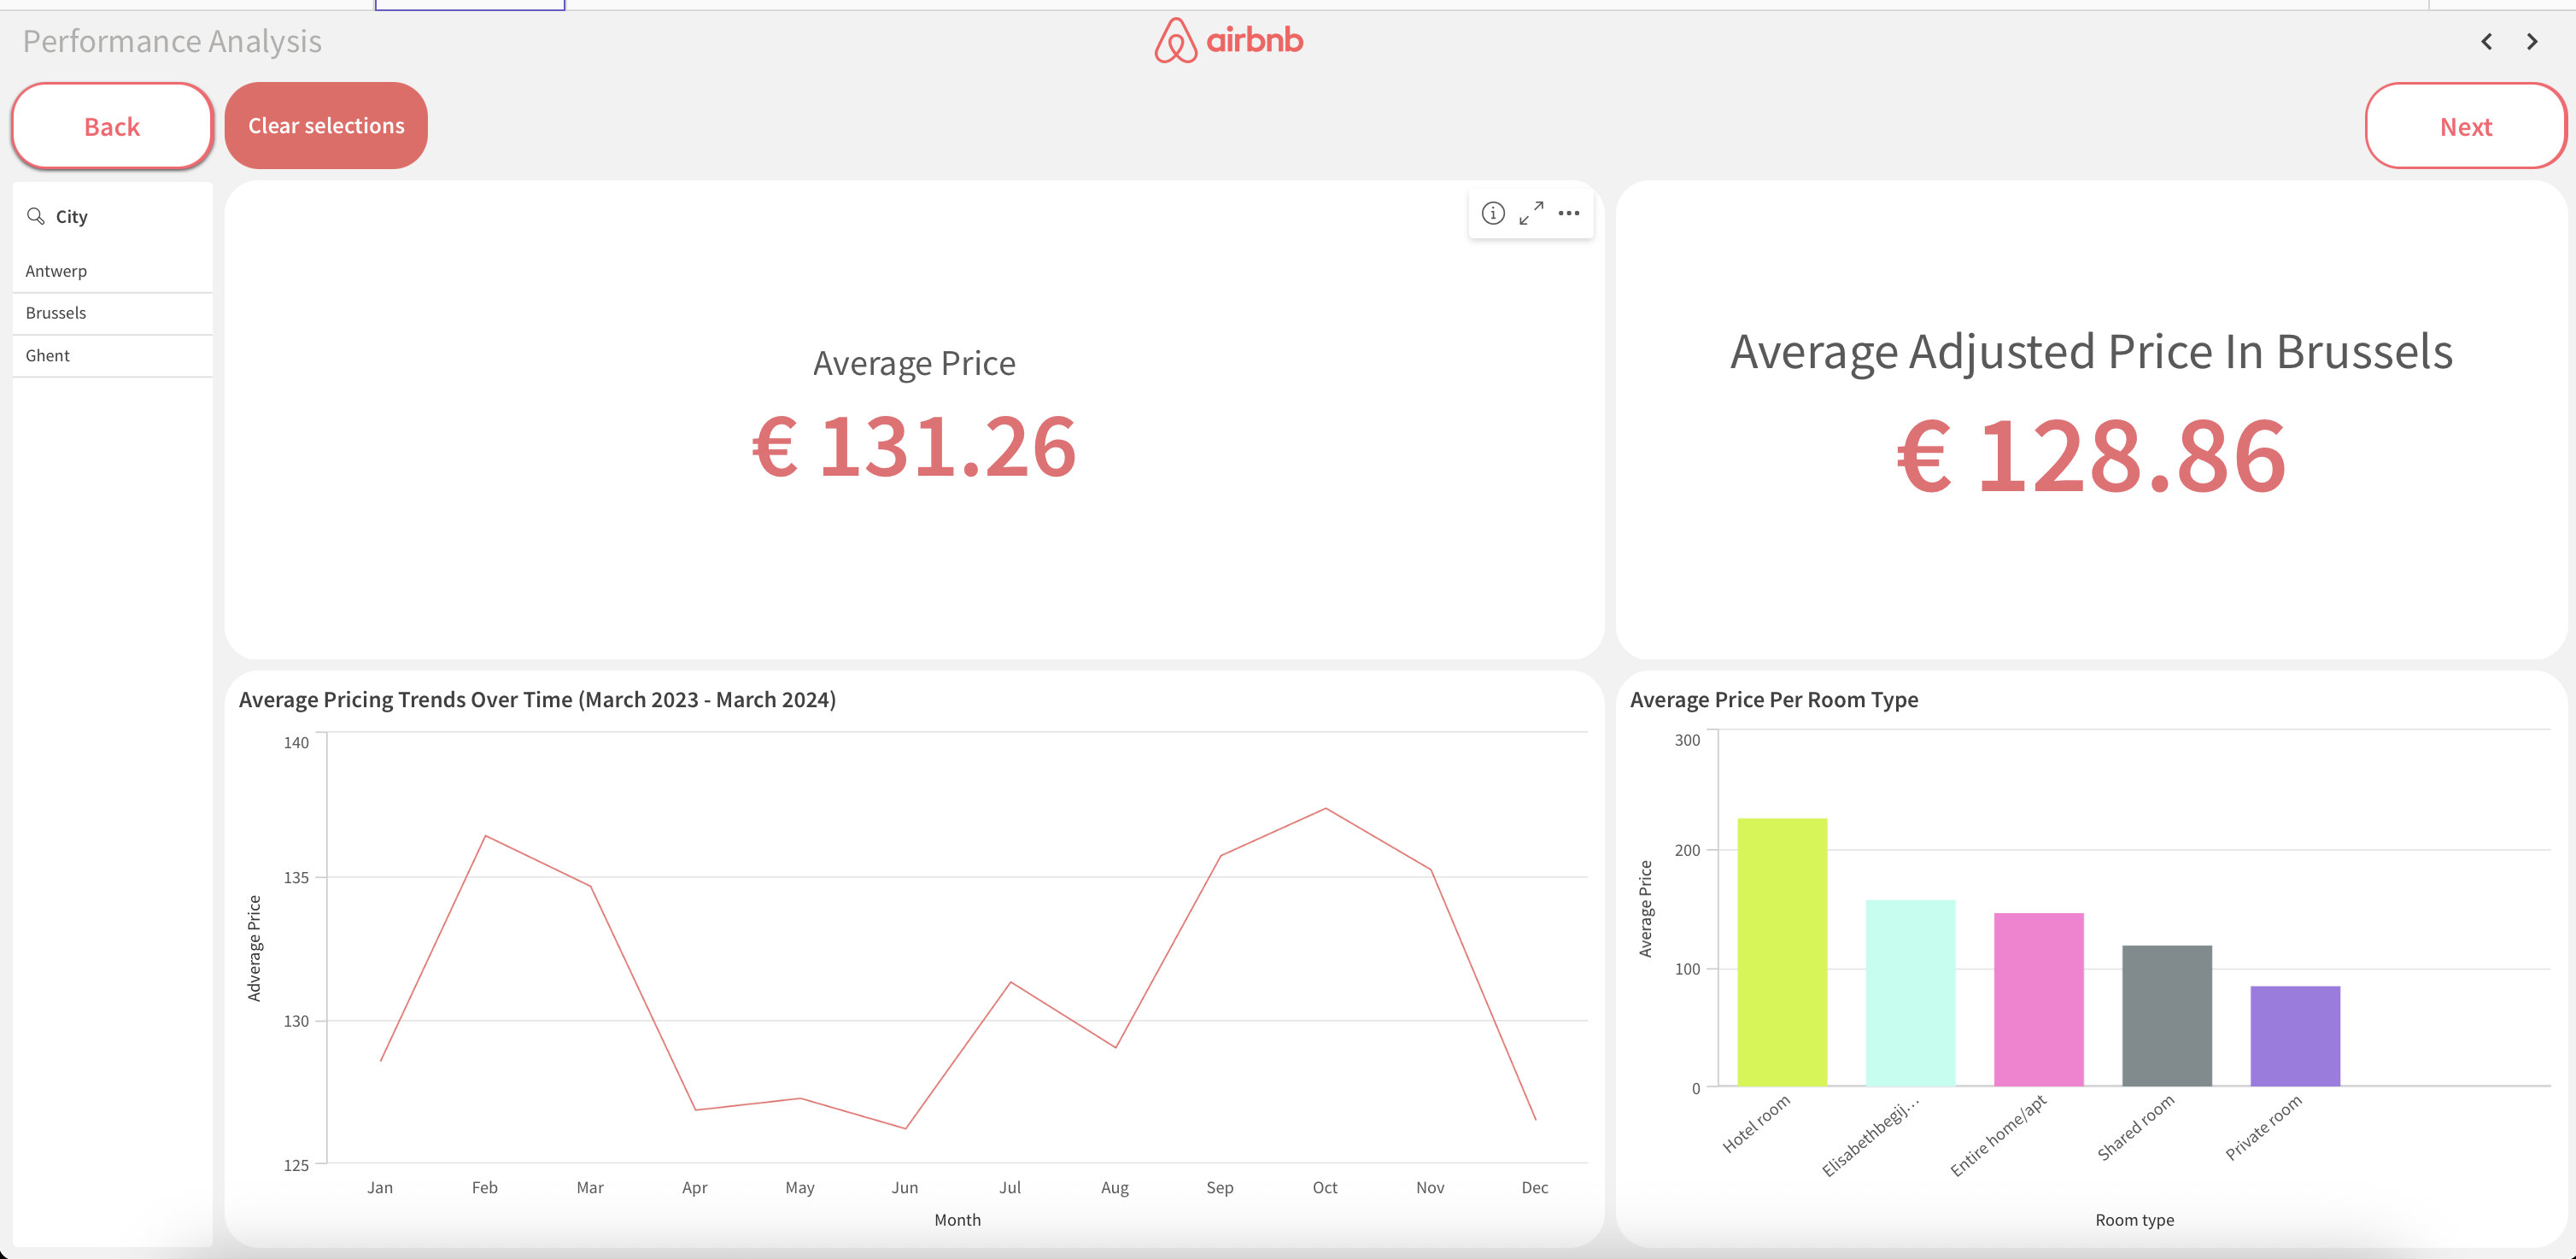 Performance Analysis
airbnb
Back
Clear selections
Next
City
Antwerp
Brussels
Ghent
Average Price
€ 131.26
Average Adjusted Price In Brussels
€ 128.86
Average Pricing Trends Over Time (March 2023 - March 2024)
140
135
130
125
Adverage Price
Jan Feb Mar Apr May Jun Jul Aug Sep Oct Nov Dec
Month
Average Price Per Room Type
300
200
100
0
Average Price
Hotel room
Elisabethbegij...
Entire home/apt
Shared room
Private room
Room type